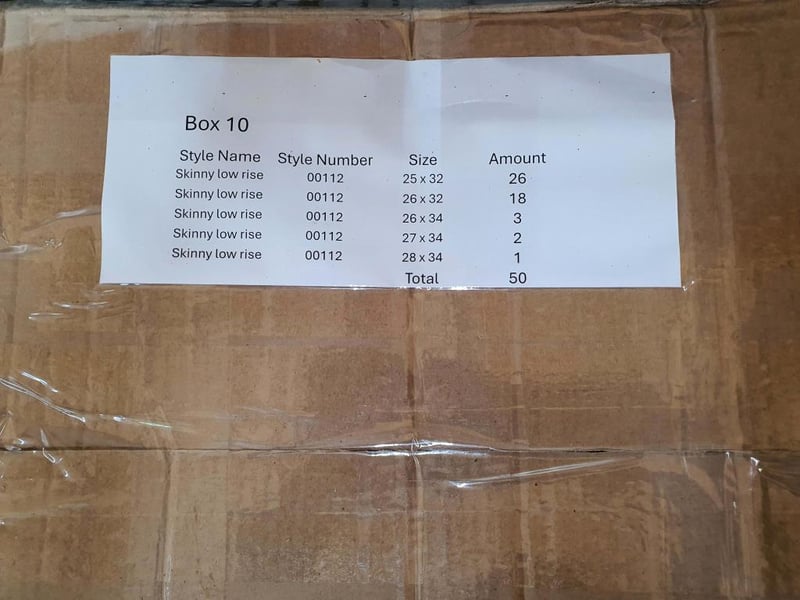 Box 10
Style Name Style Number Size Amount
Skinny low rise 00112 25 x 32 26
Skinny low rise 00112 26 x 32 18
Skinny low rise 00112 26 x 34 3
Skinny low rise 00112 27 x 34 2
Skinny low rise 00112 28 x 34 1
Total 50